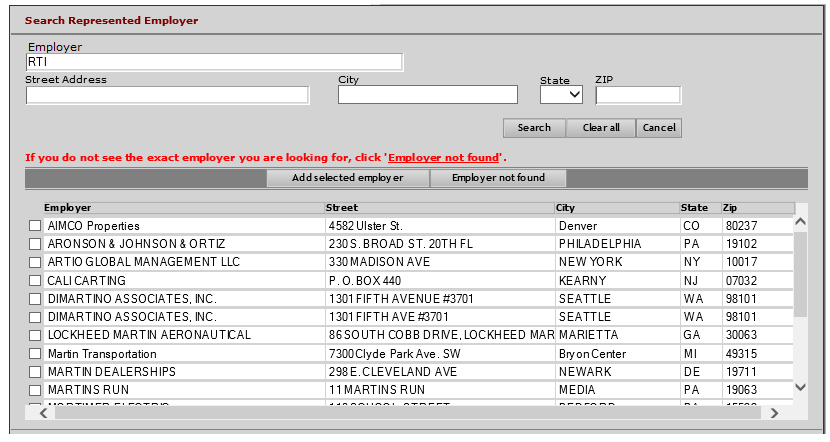 Search Represented Employer
Employer
RTI
Street Address City State ZIP
Search Clear all Cancel
If you do not see the exact employer you are looking for, click 'Employer not found'.
Add selected employer Employer not found
Employer Street City State Zip
AIMCO Properties 4582 Ulster St. Denver CO 80237
ARONSON & JOHNSON & ORTIZ 230 S. BROAD ST. 20TH FL PHILADELPHIA PA 19102
ARTIO GLOBAL MANAGEMENT LLC 330 MADISON AVE NEW YORK NY 10017
CALI CARTING P. O. BOX 440 KEARNY NJ 07032
DIMARTINO ASSOCIATES, INC. 1301 FIFTH AVENUE #3701 SEATTLE WA 98101
DIMARTINO ASSOCIATES, INC. 1301 FIFTH AVE #3701 SEATTLE WA 98101
LOCKHEED MARTIN AERONAUTICAL 86 SOUTH COBB DRIVE, LOCKHEED MAR MARIETTA GA 30063
Martin Transportation 7300 Clyde Park Ave. SW Bryon Center MI 49315
MARTIN DEALERSHIPS 298 E. CLEVELAND AVE NEWARK DE 19711
MARTINS RUN 11 MARTINS RUN MEDIA PA 19063